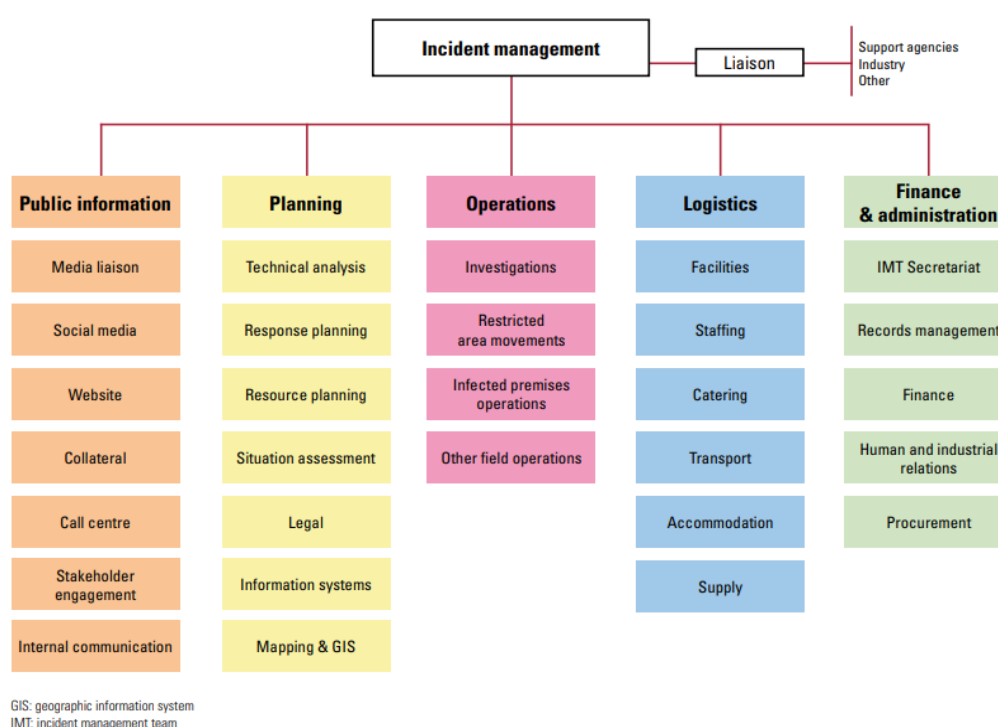 Incident management
Liaison
Support agencies
Industry
Other
Public information
Media liaison
Social media
Website
Collateral
Call centre
Stakeholder
engagement
Internal communication
Planning
Technical analysis
Response planning
Resource planning
Situation assessment
Legal
Information systems
Mapping & GIS
Operations
Investigations
Restricted
area movements
Infected premises
operations
Other field operations
Logistics
Facilities
Staffing
Catering
Transport
Accommodation
Supply
Finance
& administration
IMT Secretariat
Records management
Finance
Human and industrial
relations
Procurement
GIS: geographic information system
IMT: incident management team